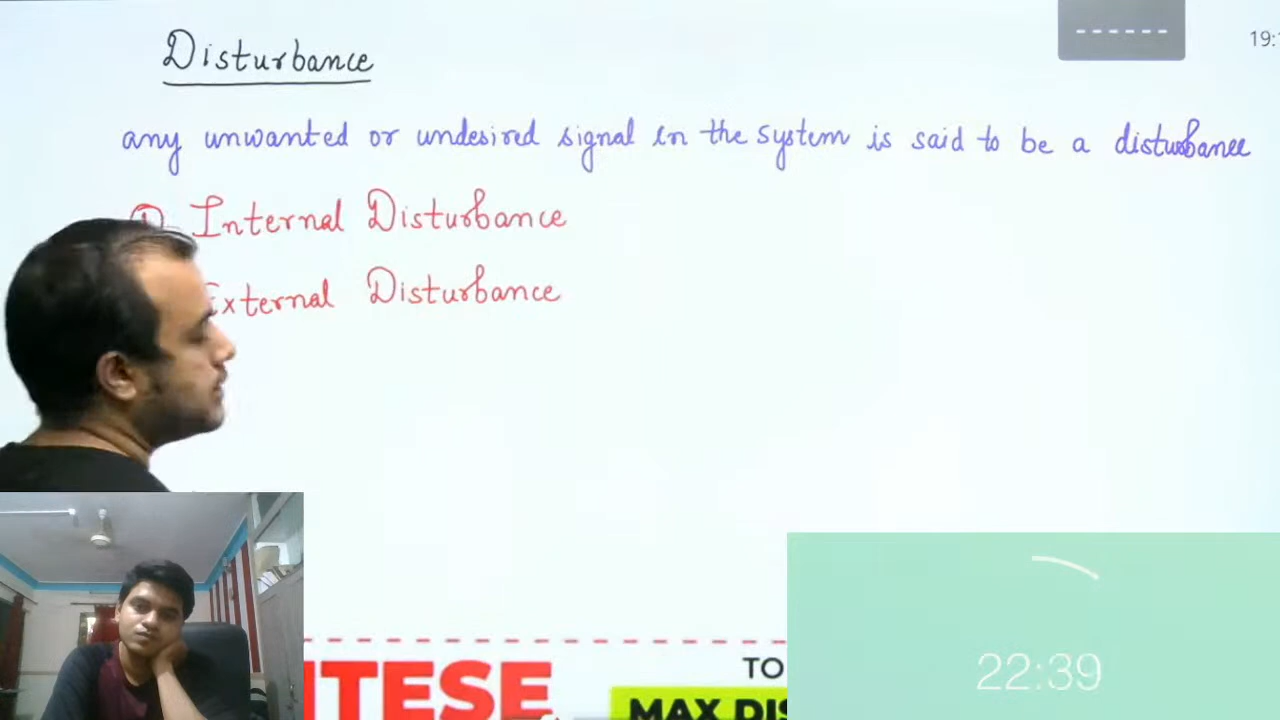 Disturbance
19:
any unwanted or undesired signal in the system is said to be a disturbance
① Internal Disturbance
External Disturbance
22:39
TO
MAX DIS